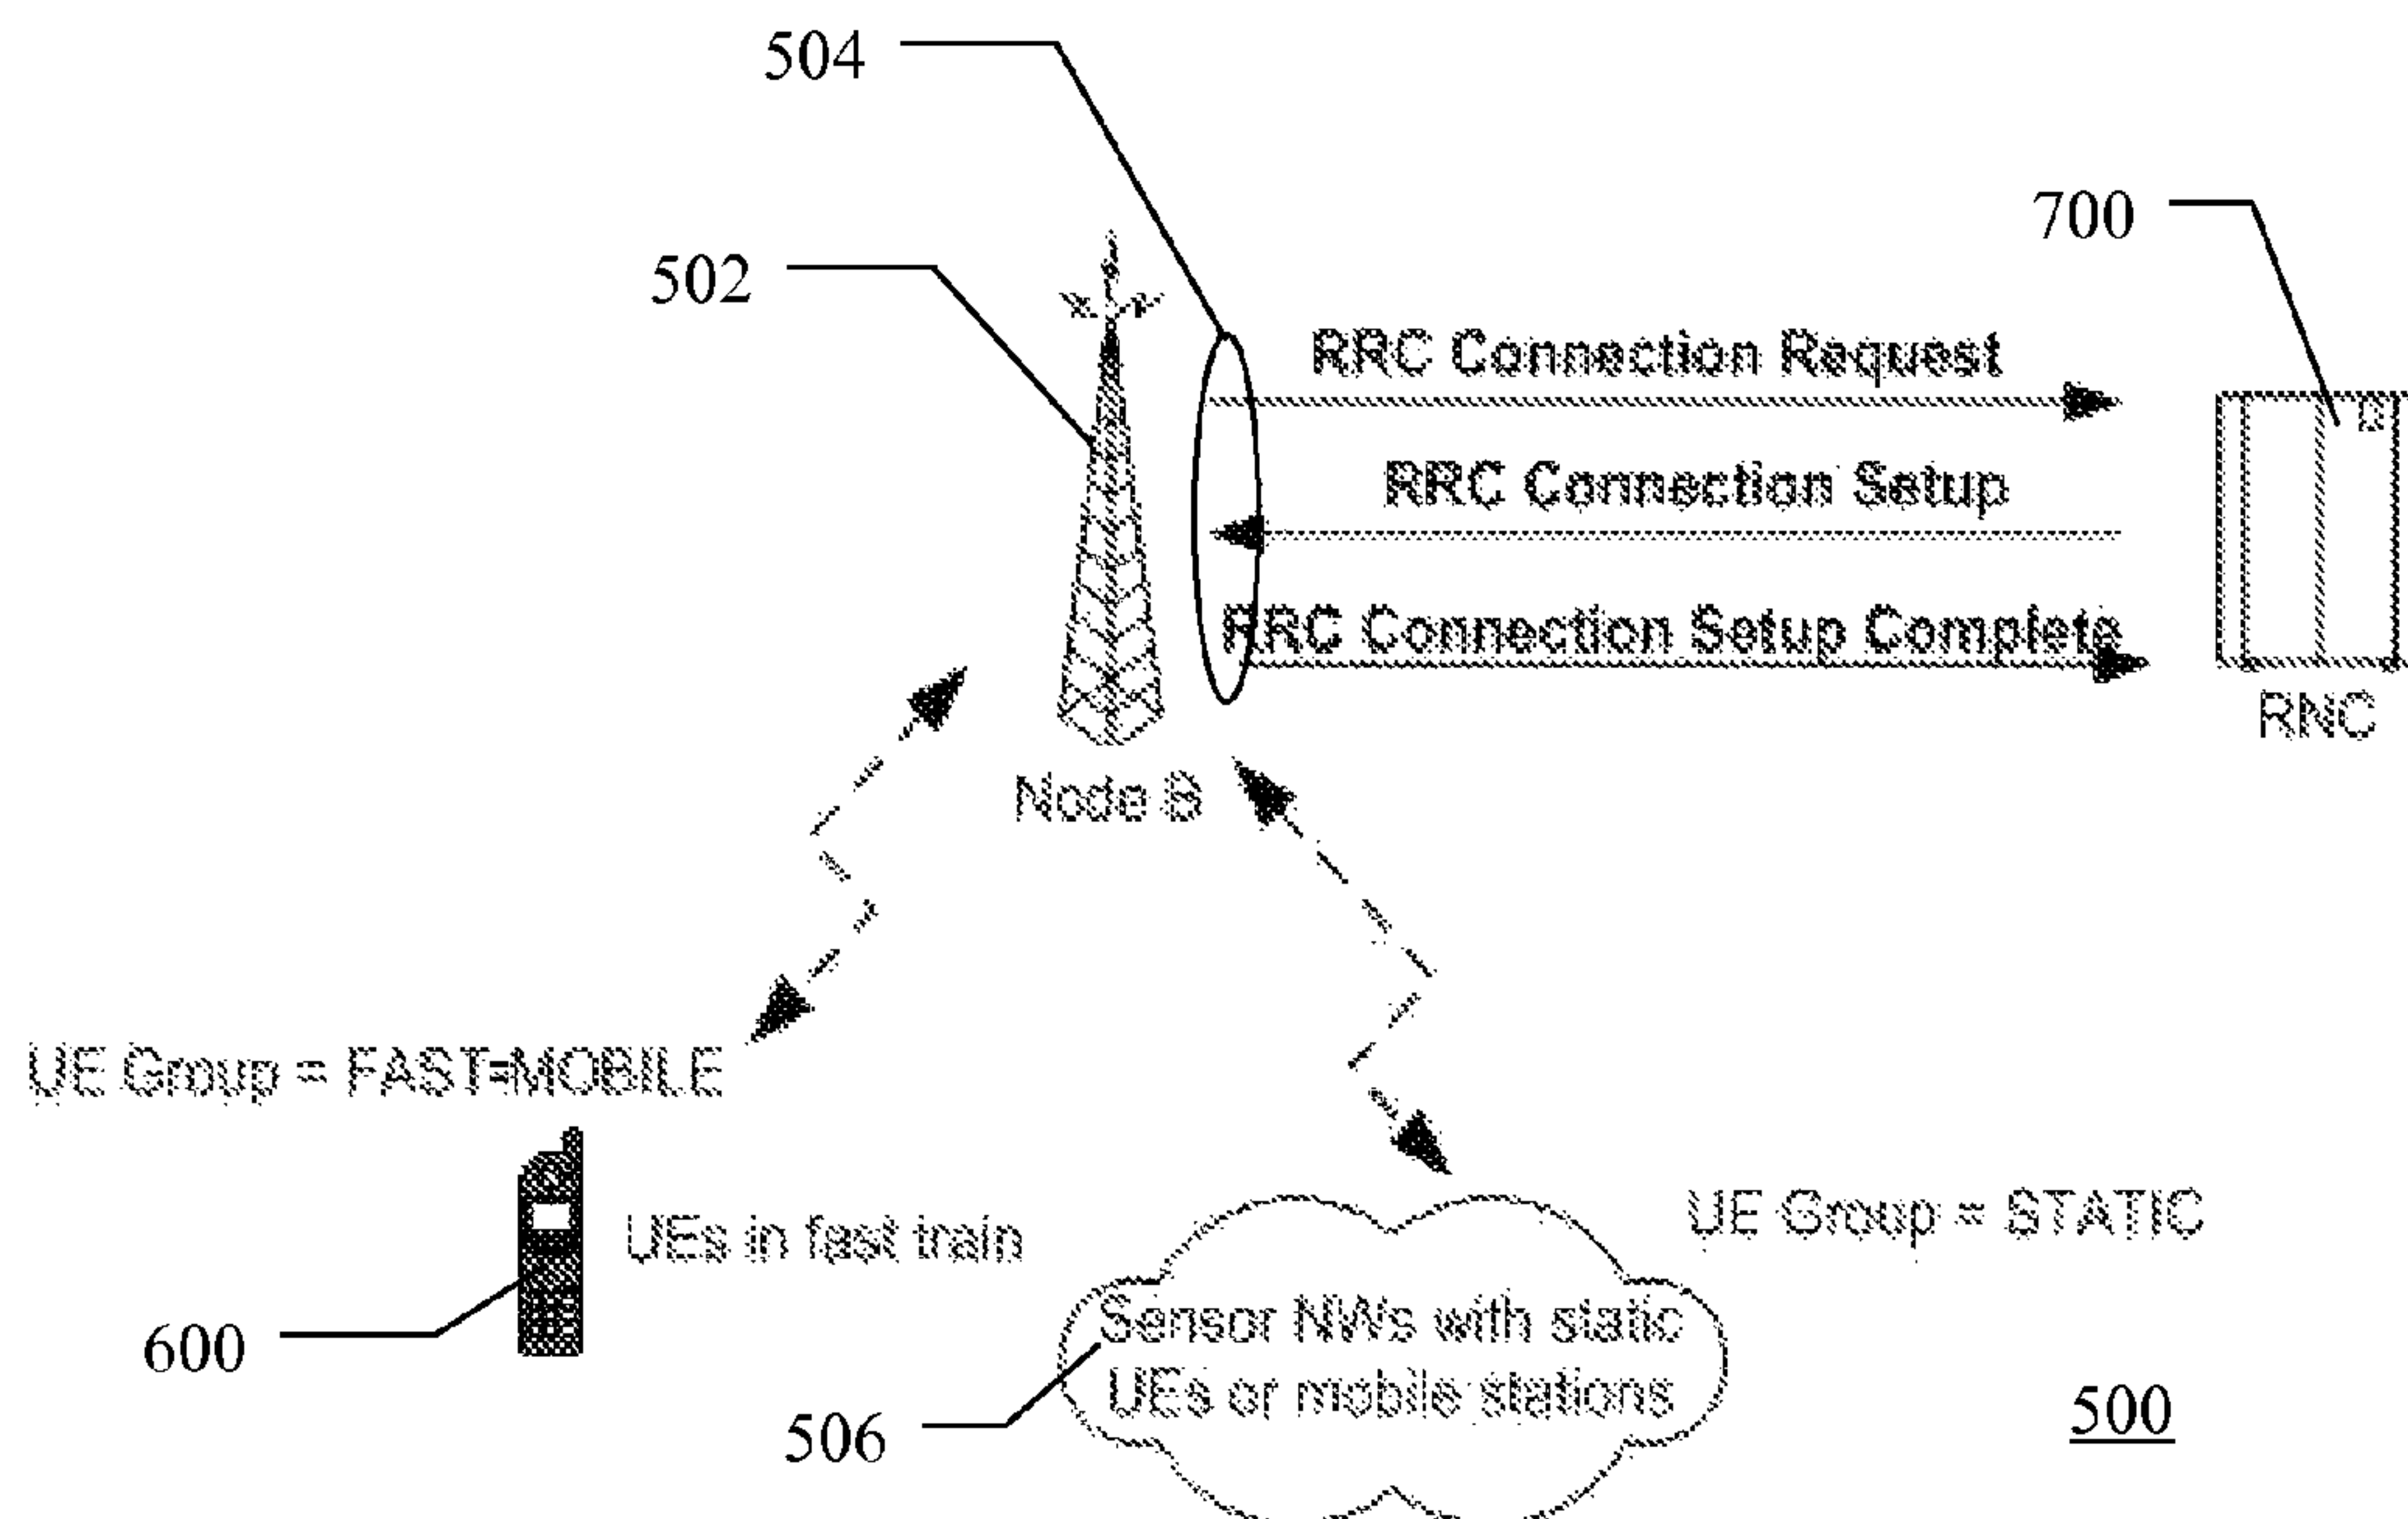 504
700
502
RRC Connection Request
RRC Connection Setup
RRC Connection Setup Complete
RNC
Node B
UE Group = FAST-MOBILE
UEs in fast train
UE Group = STATIC
Sensor NWs with static
UEs or mobile stations
600
506
500